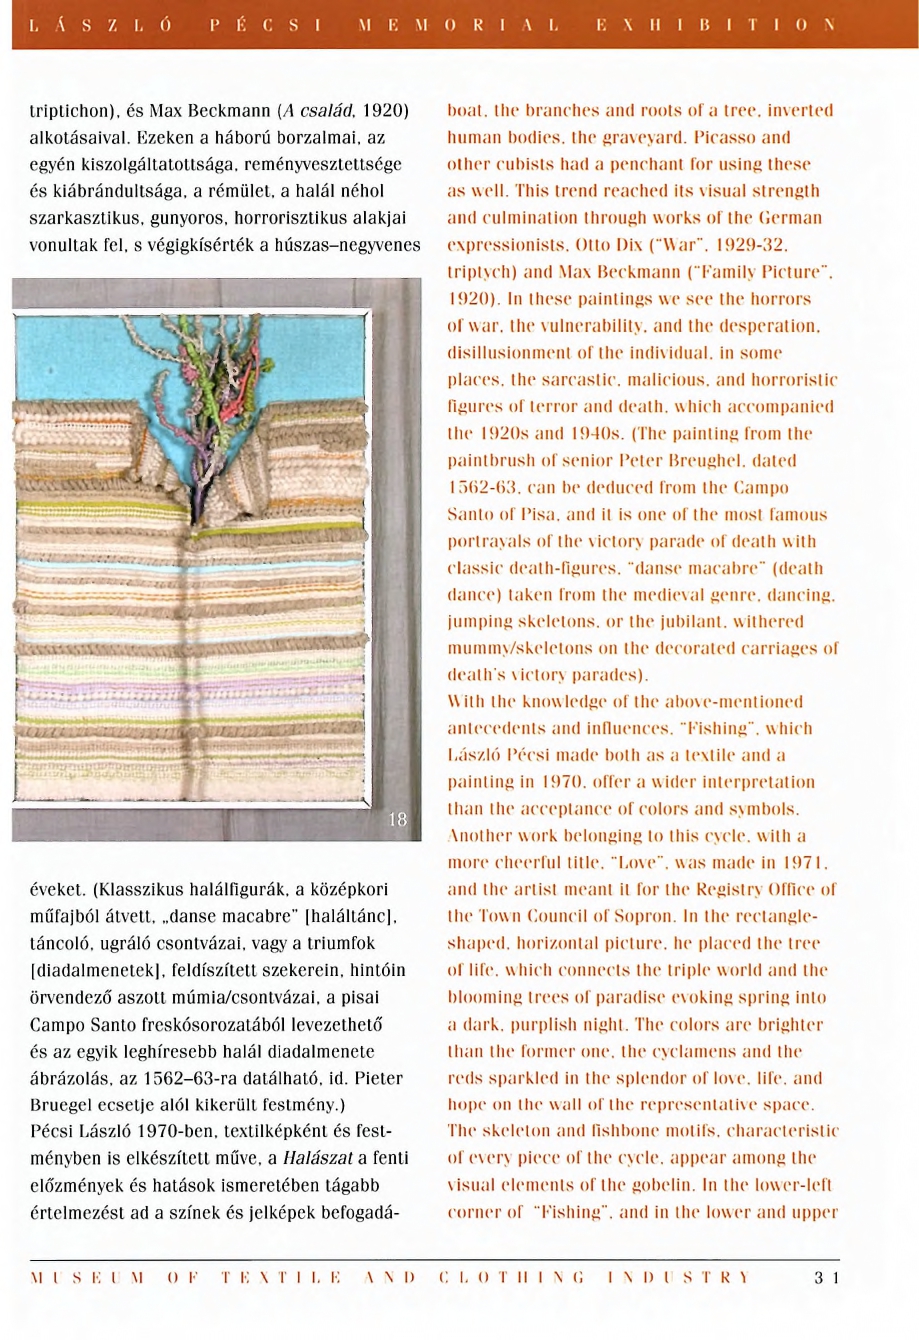 LÁSZLÓ PÉCSI MEMORIAL EXHIBITION
triptichon), és Max Beckmann (A család, 1920)
alkotásaival. Ezeken a háború borzalmai, az
egyén kiszolgáltatottsága, reményvesztettsége
és kiábrándultsága, a rémület, a halál néhol
szarkasztikus, gunyoros, horrorisztikus alakjai
vonultak fel, s végigkísérték a húszas–negyvenes
18
éveket. (Klasszikus halálfigurák, a középkori
műfajból átvett, „danse macabre" [haláltánc],
táncoló, ugráló csontvázai, vagy a triumfok
[diadalmenetek], feldíszített szekerein, hintóin
örvendező aszott múmia/csontvázai, a pisai
Campo Santo freskósorozatából levezethető
és az egyik leghíresebb halál diadalmenete
ábrázolás, az 1562–63-ra datálható, id. Pieter
Bruegel ecsetje alól kikerült festmény.)
Pécsi László 1970-ben, textilképként és fest-
ményben is elkészített műve, a Halászat a fenti
előzmények és hatások ismeretében tágabb
értelmezést ad a színek és jelképek befogadá-
boat, the branches and roots of a tree, inverted
human bodies, the graveyard. Picasso and
other cubists had a penchant for using these
as well. This trend reached its visual strength
and culmination through works of the German
expressionists, Otto Dix ("War", 1929-32,
triptych) and Max Beckmann ("Family Picture",
1920). In these paintings we see the horrors
of war, the vulnerability, and the desperation,
disillusionment of the individual, in some
places, the sarcastic, malicious, and horroristic
figures of terror and death, which accompanied
the 1920s and 1940s. (The painting from the
paintbrush of senior Peter Breughel, dated
1562-63, can be deduced from the Campo
Santo of Pisa, and it is one of the most famous
portrayals of the victory parade of death with
classic death-figures, "danse macabre" (death
dance) taken from the medieval genre, dancing,
jumping skeletons, or the jubilant, withered
mummy/skeletons on the decorated carriages of
death's victory parades).
With the knowledge of the above-mentioned
antecedents and influences, "Fishing", which
László Pécsi made both as a textile and a
painting in 1970, offer a wider interpretation
than the acceptance of colors and symbols.
Another work belonging to this cycle, with a
more cheerful title, "Love", was made in 1971,
and the artist meant it for the Registry Office of
the Town Council of Sopron. In the rectangle-
shaped, horizontal picture, he placed the tree
of life, which connects the triple world and the
blooming trees of paradise evoking spring into
a dark, purplish night. The colors are brighter
than the former one, the cyclamens and the
reds sparkled in the splendor of love, life, and
hope on the wall of the representative space.
The skeleton and fishbone motifs, characteristic
of every piece of the cycle, appear among the
visual elements of the gobelin. In the lower-left
corner of "Fishing", and in the lower and upper
MUSEUM OF TEXTILE AND CLOTHING INDUSTRY 31